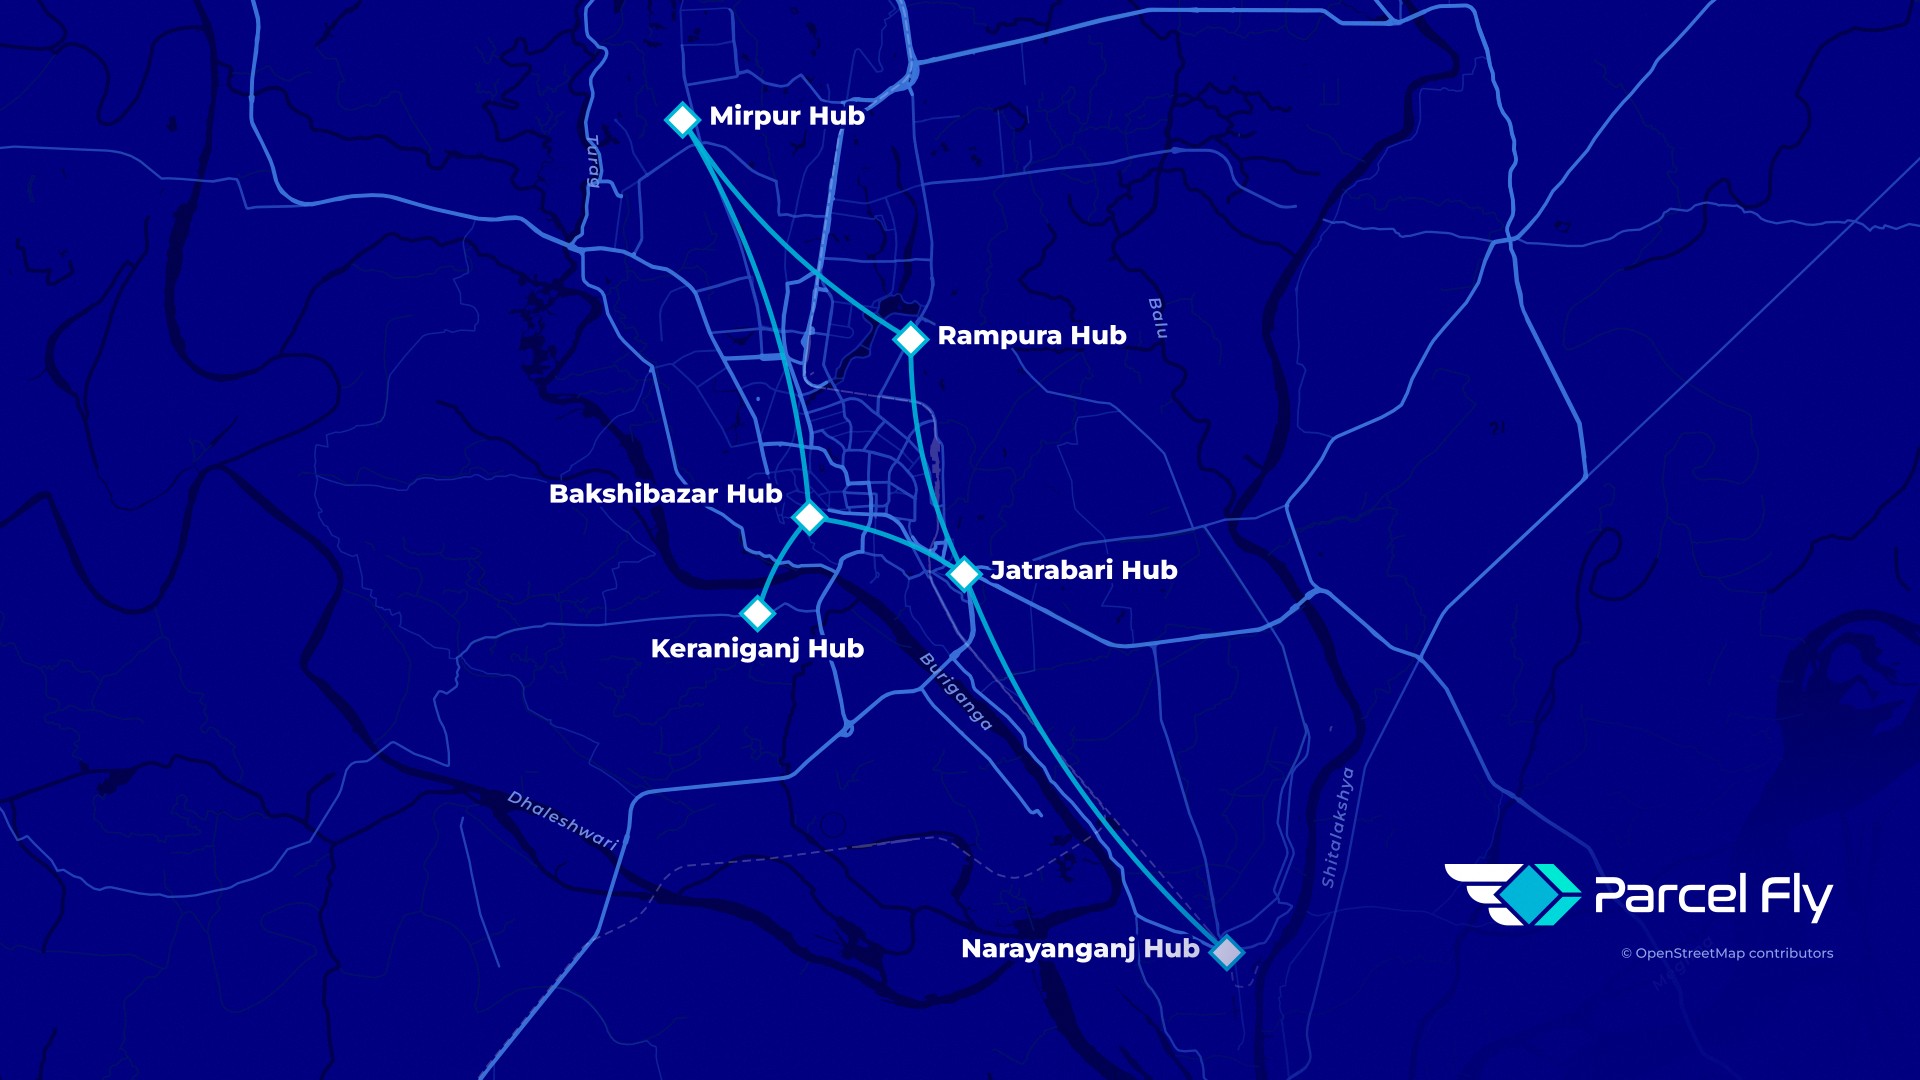 Mirpur Hub
Turag
Rampura Hub
Balu
Bakshibazar Hub
Jatrabari Hub
Keraniganj Hub
Buriganga
Dhaleshwari
Shitalakshya
Parcel Fly
Narayanganj Hub
© OpenStreetMap contributors